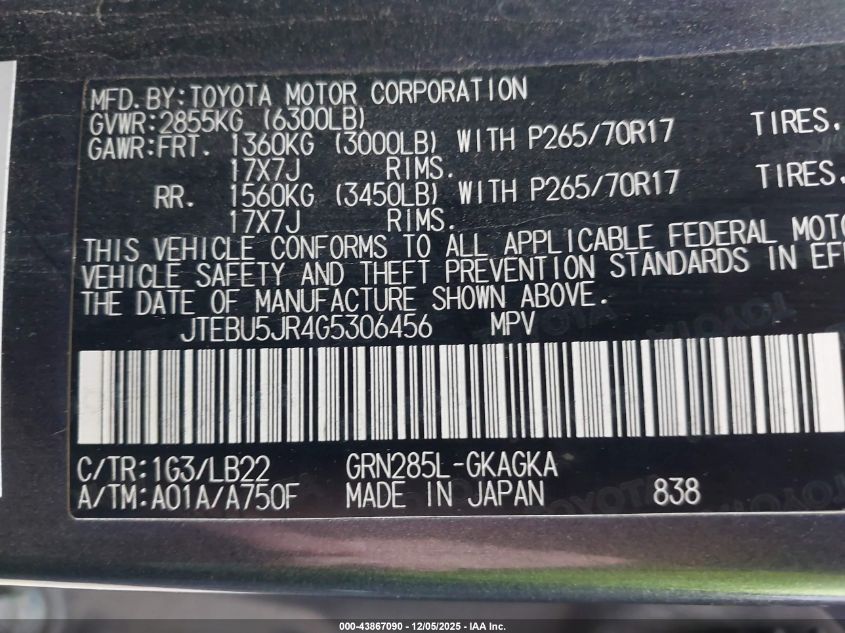 MFD. BY: TOYOTA MOTOR CORPORATION
GVWR: 2855KG (6300LB)
GAWR: FRT. 1360KG (3000LB) WITH P265/70R17 TIRES.
17X7J RIMS.
RR. 1560KG (3450LB) WITH P265/70R17 TIRES.
17X7J RIMS.
THIS VEHICLE CONFORMS TO ALL APPLICABLE FEDERAL MOTO
VEHICLE SAFETY AND THEFT PREVENTION STANDARDS IN EFF
THE DATE OF MANUFACTURE SHOWN ABOVE.
JTEBU5JR4G5306456 MPV
C/TR: 1G3/LB22 GRN285L-GKAGKA
A/TM: A01A/A750F MADE IN JAPAN 838
000-43867090 - 12/05/2025 - IAA Inc.